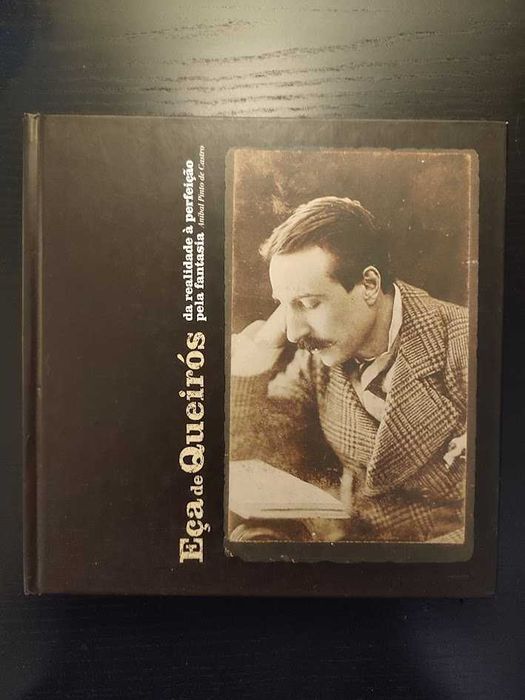 Eça de Queirós
da realidade à perfeição
pela fantasia Aníbal Pinto de Castro